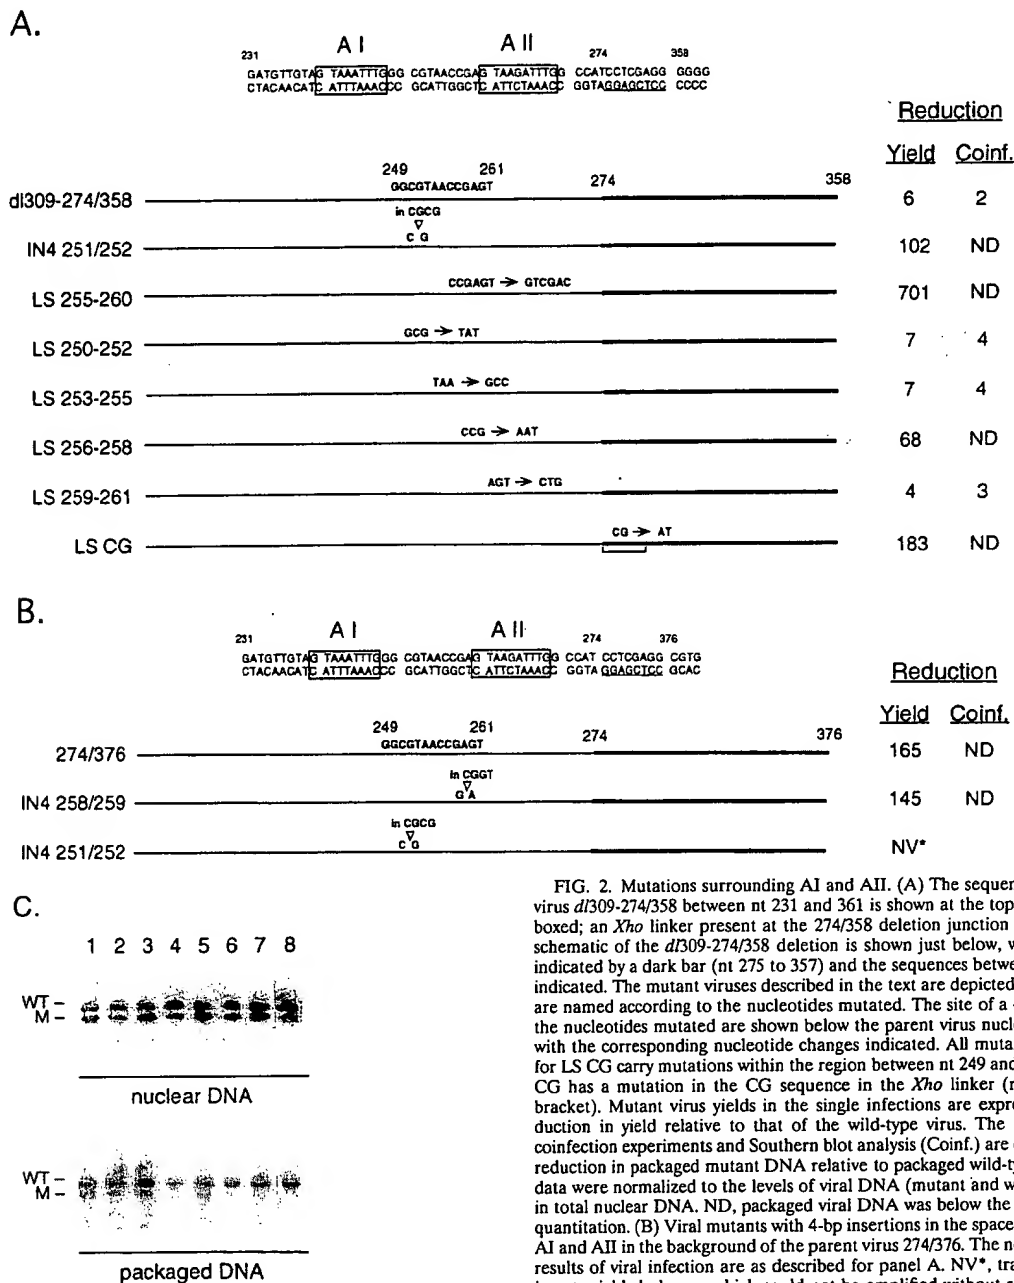 A.
A I A II
231 274 358
GATGTTGTAG TAAATTTGGG CGTAACCGAG TAAGATTTGG CCATCCTCGAGG GGGG
CTACAACATC ATTTAAACCC GCATTGGCTC ATTCTAAACC GGTAGGAGCTCC CCCC
Reduction
Yield Coinf.
249 261 274 358
GGCGTAACCGAGT
dl309-274/358 6 2
in CGCG
C G
IN4 251/252 102 ND
CCGAGT → GTCGAC
LS 255-260 701 ND
GCG → TAT
LS 250-252 7 4
TAA → GCC
LS 253-255 7 4
CCG → AAT
LS 256-258 68 ND
AGT → CTG
LS 259-261 4 3
CG → AT
LS CG 183 ND
B.
A I A II
231 274 376
GATGTTGTAG TAAATTTGGG CGTAACCGAG TAAGATTTGG CCAT CCTCGAGG CGTG
CTACAACATC ATTTAAACCC GCATTGGCTC ATTCTAAACC GGTA GGAGCTCC GCAC
Reduction
Yield Coinf.
249 261 274 376
GGCGTAACCGAGT
274/376 165 ND
in CGGT
G A
IN4 258/259 145 ND
in CGCG
C G
IN4 251/252 NV*
C.
1 2 3 4 5 6 7 8
WT –
M –
nuclear DNA
WT –
M –
packaged DNA
FIG. 2. Mutations surrounding AI and AII. (A) The sequen
virus dl309-274/358 between nt 231 and 361 is shown at the top
boxed; an Xho linker present at the 274/358 deletion junction
schematic of the dl309-274/358 deletion is shown just below, w
indicated by a dark bar (nt 275 to 357) and the sequences betwe
indicated. The mutant viruses described in the text are depicted
are named according to the nucleotides mutated. The site of a
the nucleotides mutated are shown below the parent virus nucl
with the corresponding nucleotide changes indicated. All muta
for LS CG carry mutations within the region between nt 249 and
CG has a mutation in the CG sequence in the Xho linker (n
bracket). Mutant virus yields in the single infections are expre
duction in yield relative to that of the wild-type virus. The
coinfection experiments and Southern blot analysis (Coinf.) are
reduction in packaged mutant DNA relative to packaged wild-ty
data were normalized to the levels of viral DNA (mutant and w
in total nuclear DNA. ND, packaged viral DNA was below the
quantitation. (B) Viral mutants with 4-bp insertions in the space
AI and AII in the background of the parent virus 274/376. The n
results of viral infection are as described for panel A. NV*, tra